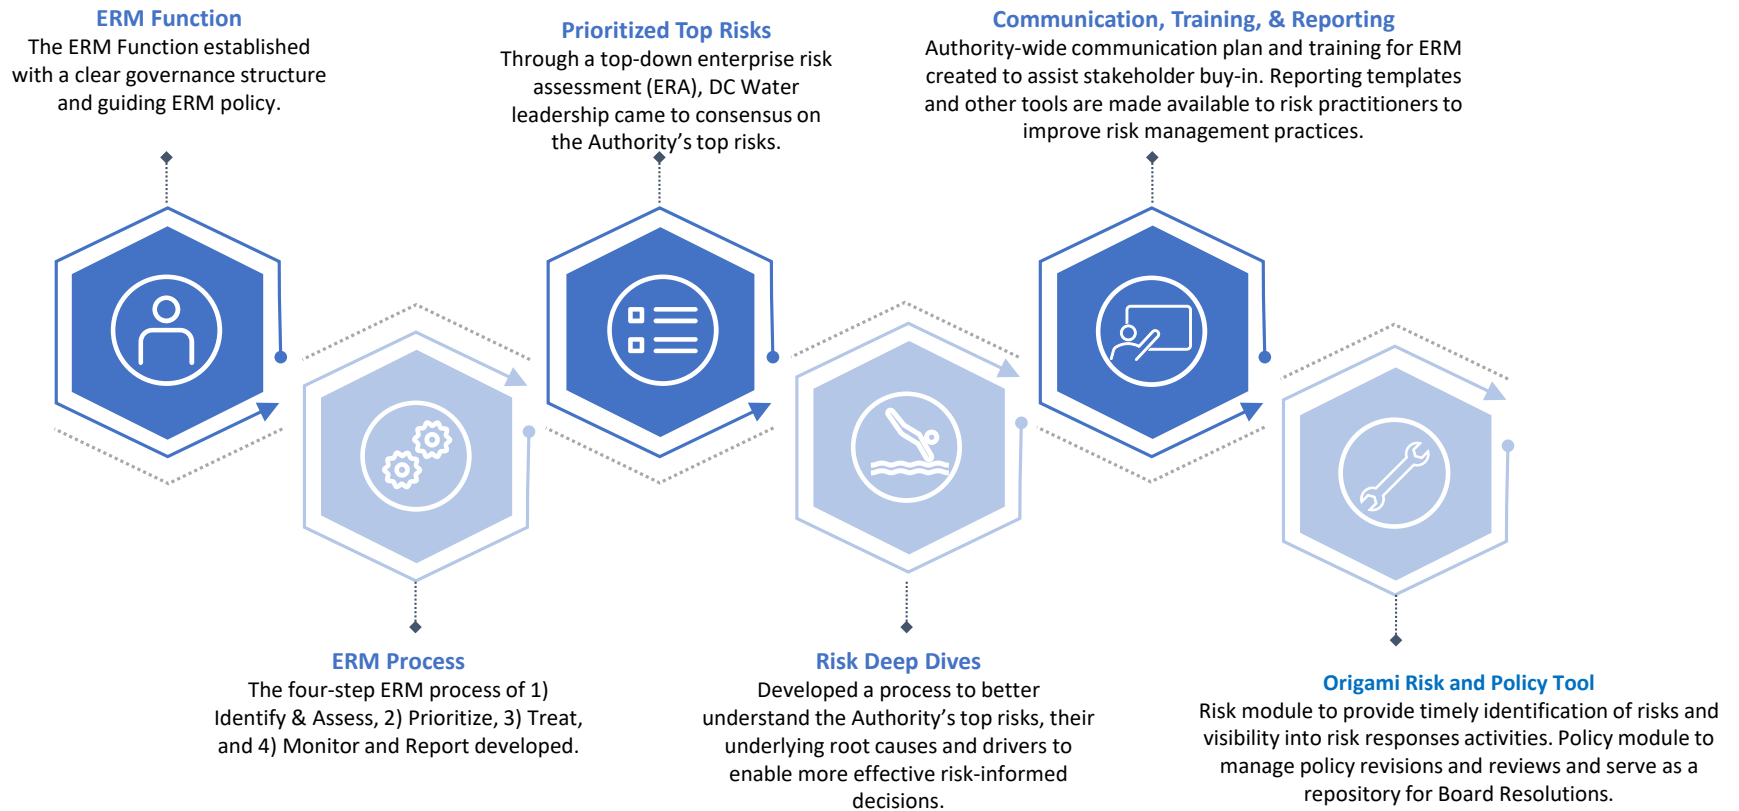 ERM Function
The ERM Function established
with a clear governance structure
and guiding ERM policy.
Prioritized Top Risks
Through a top-down enterprise risk
assessment (ERA), DC Water
leadership came to consensus on
the Authority’s top risks.
Communication, Training, & Reporting
Authority-wide communication plan and training for ERM
created to assist stakeholder buy-in. Reporting templates
and other tools are made available to risk practitioners to
improve risk management practices.
ERM Process
The four-step ERM process of 1)
Identify & Assess, 2) Prioritize, 3) Treat,
and 4) Monitor and Report developed.
Risk Deep Dives
Developed a process to better
understand the Authority’s top risks, their
underlying root causes and drivers to
enable more effective risk-informed
decisions.
Origami Risk and Policy Tool
Risk module to provide timely identification of risks and
visibility into risk responses activities. Policy module to
manage policy revisions and reviews and serve as a
repository for Board Resolutions.